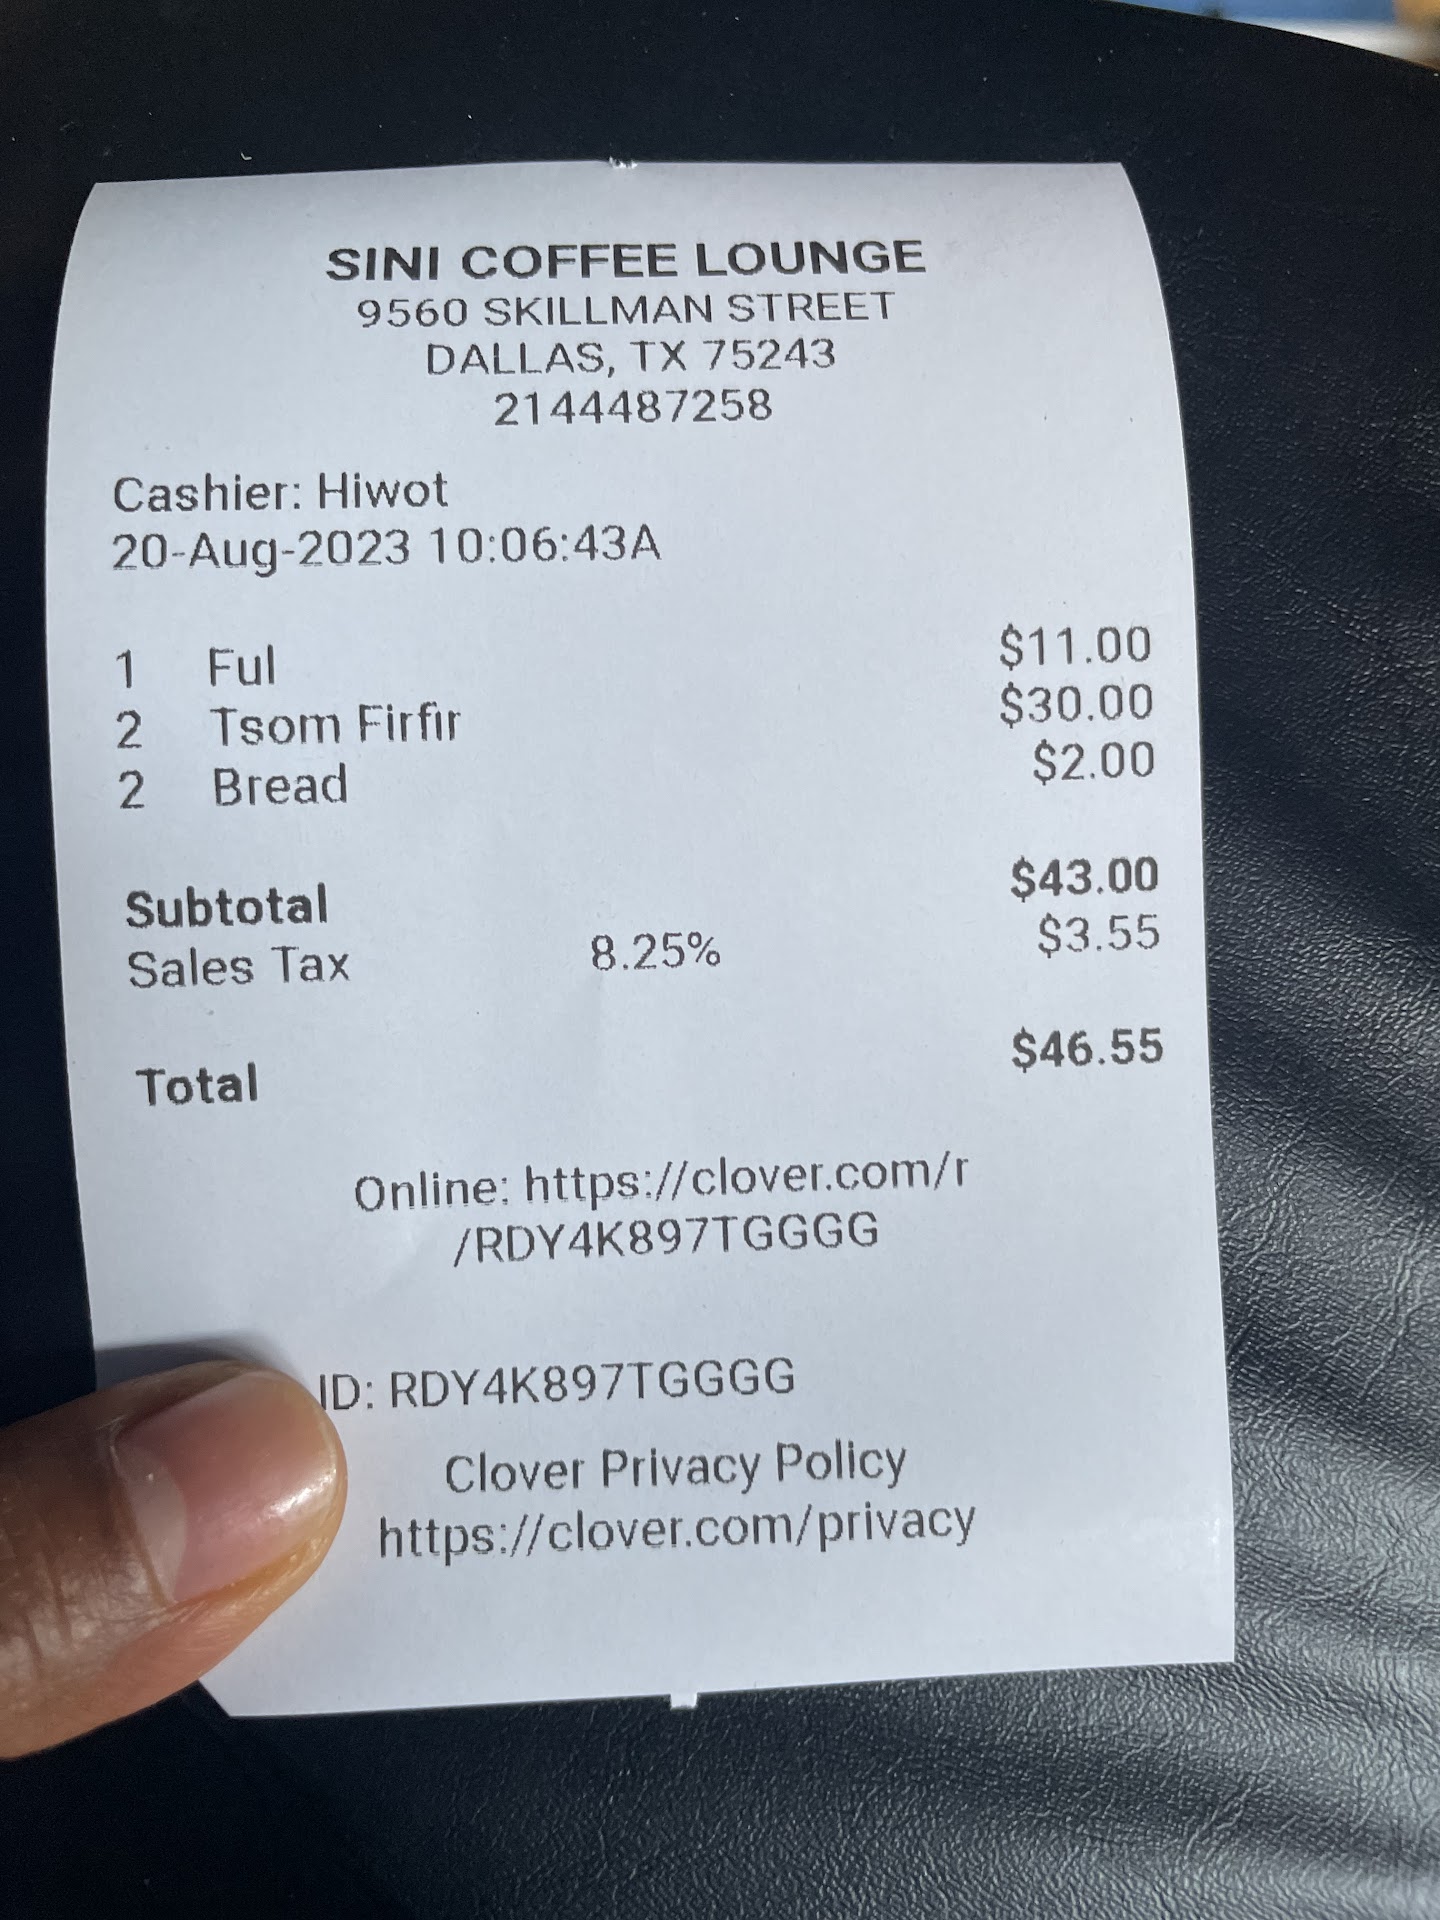 SINI COFFEE LOUNGE
9560 SKILLMAN STREET
DALLAS, TX 75243
2144487258
Cashier: Hiwot
20-Aug-2023 10:06:43A
1 Ful $11.00
2 Tsom Firfir $30.00
2 Bread $2.00
Subtotal $43.00
Sales Tax 8.25% $3.55
Total $46.55
Online: https://clover.com/r
/RDY4K897TGGGG
ID: RDY4K897TGGGG
Clover Privacy Policy
https://clover.com/privacy